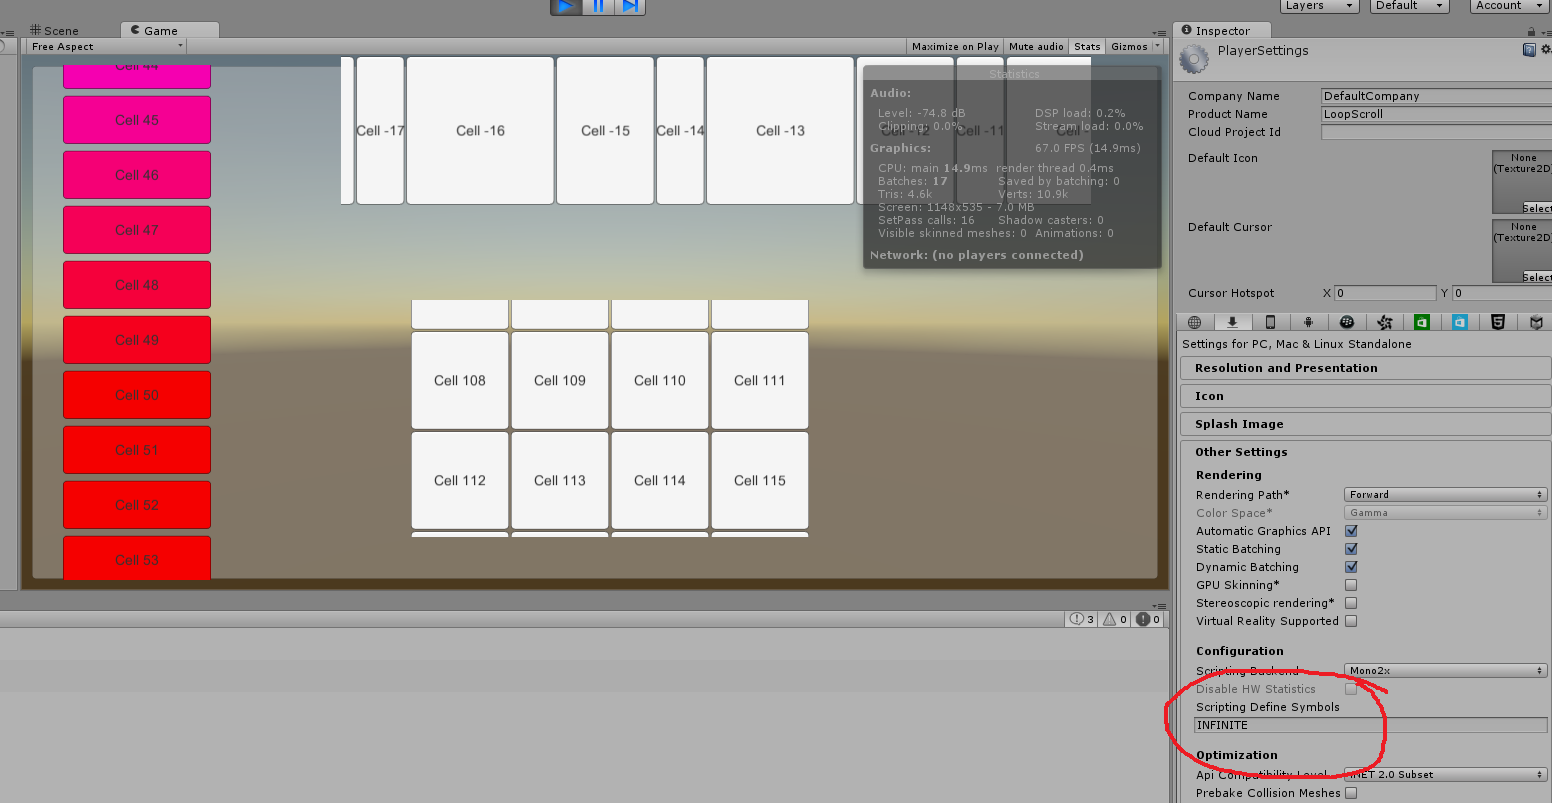 Layers
Default
Account
Scene
Game
Free Aspect
Maximize on Play
Mute audio
Stats
Gizmos
Cell 44
Cell 45
Cell 46
Cell 47
Cell 48
Cell 49
Cell 50
Cell 51
Cell 52
Cell 53
Cell -17
Cell -16
Cell -15
Cell -14
Cell -13
Cell -12
Cell -11
Statistics
Audio:
Level: -74.8 dB
DSP load: 0.2%
Clipping: 0.0%
Stream load: 0.0%
Graphics:
67.0 FPS (14.9ms)
CPU: main 14.9ms render thread 0.4ms
Batches: 17
Saved by batching: 0
Tris: 4.6k
Verts: 10.9k
Screen: 1148x535 - 7.0 MB
SetPass calls: 16
Shadow casters: 0
Visible skinned meshes: 0
Animations: 0
Network: (no players connected)
Cell 108
Cell 109
Cell 110
Cell 111
Cell 112
Cell 113
Cell 114
Cell 115
3
0
0
Inspector
PlayerSettings
Company Name
DefaultCompany
Product Name
LoopScroll
Cloud Project Id
Default Icon
None
(Texture2D)
Select
Default Cursor
None
(Texture2D)
Select
Cursor Hotspot
X 0
Y 0
Settings for PC, Mac & Linux Standalone
Resolution and Presentation
Icon
Splash Image
Other Settings
Rendering
Rendering Path*
Forward
Color Space*
Gamma
Automatic Graphics API
Static Batching
Dynamic Batching
GPU Skinning*
Stereoscopic rendering*
Virtual Reality Supported
Configuration
Scripting Backend
Mono2x
Disable HW Statistics
Scripting Define Symbols
INFINITE
Optimization
Api Compatibility Level
.NET 2.0 Subset
Prebake Collision Meshes